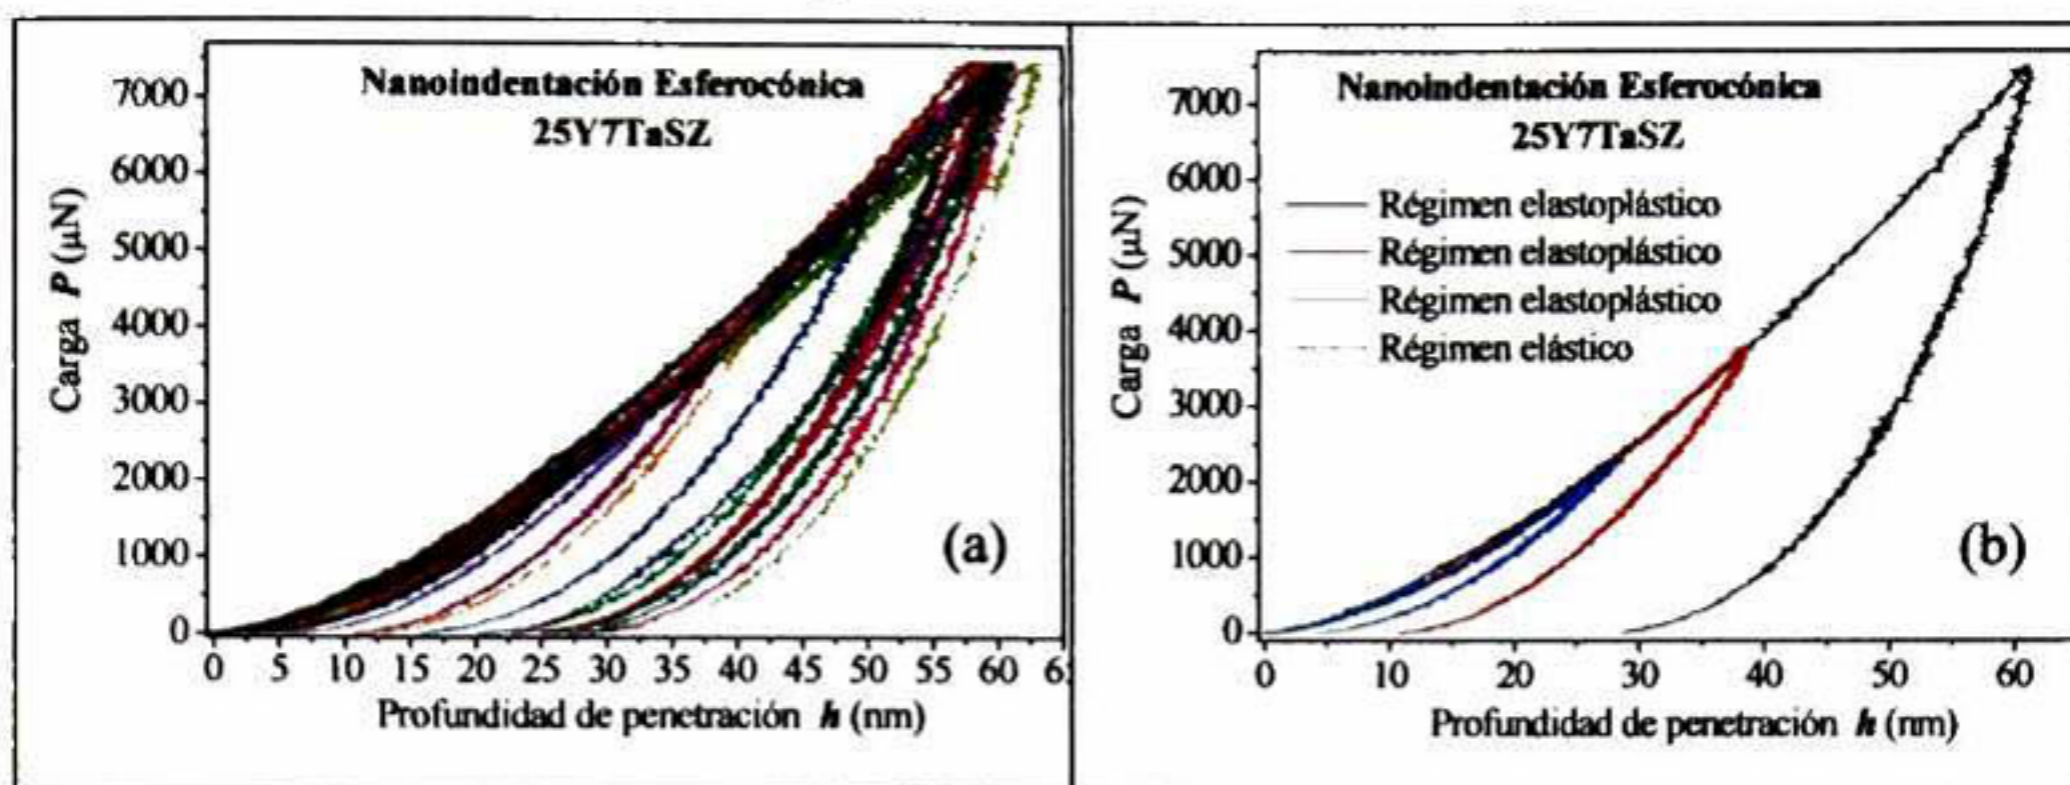 Nanoindentación Esferocónica
25Y7TaSZ
7000
6000
5000
4000
3000
2000
1000
0
Carga P (µN)
(a)
0 5 10 15 20 25 30 35 40 45 50 55 60 6
Profundidad de penetración h (nm)
Nanoindentación Esferocónica
25Y7TaSZ
Régimen elastoplástico
Régimen elastoplástico
Régimen elastoplástico
Régimen elástico
7000
6000
5000
4000
3000
2000
1000
0
Carga P (µN)
(b)
0 10 20 30 40 50 60
Profundidad de penetración h (nm)